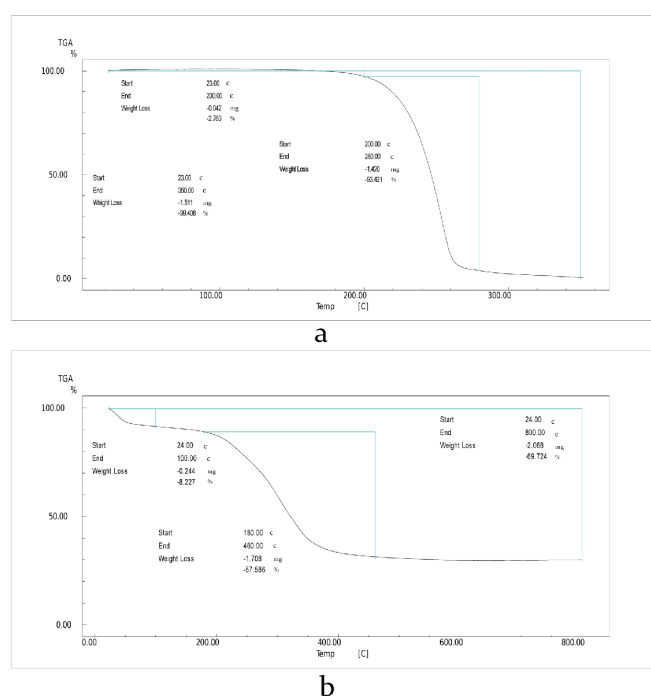 TGA
%
100.00
Start 23.00 c
End 200.00 c
Weight Loss -0.042 mg
-2.763 %
Start 200.00 c
End 280.00 c
Weight Loss -1.420 mg
-93.421 %
50.00
Start 23.00 c
End 350.00 c
Weight Loss -1.511 mg
-99.408 %
0.00
100.00 200.00 300.00
Temp [C]
a
TGA
%
100.00
Start 24.00 c
End 800.00 c
Weight Loss -2.068 mg
-69.724 %
Start 24.00 c
End 100.00 c
Weight Loss -0.244 mg
-8.227 %
50.00
Start 180.00 c
End 460.00 c
Weight Loss -1.708 mg
-57.586 %
0.00
0.00 200.00 400.00 600.00 800.00
Temp [C]
b